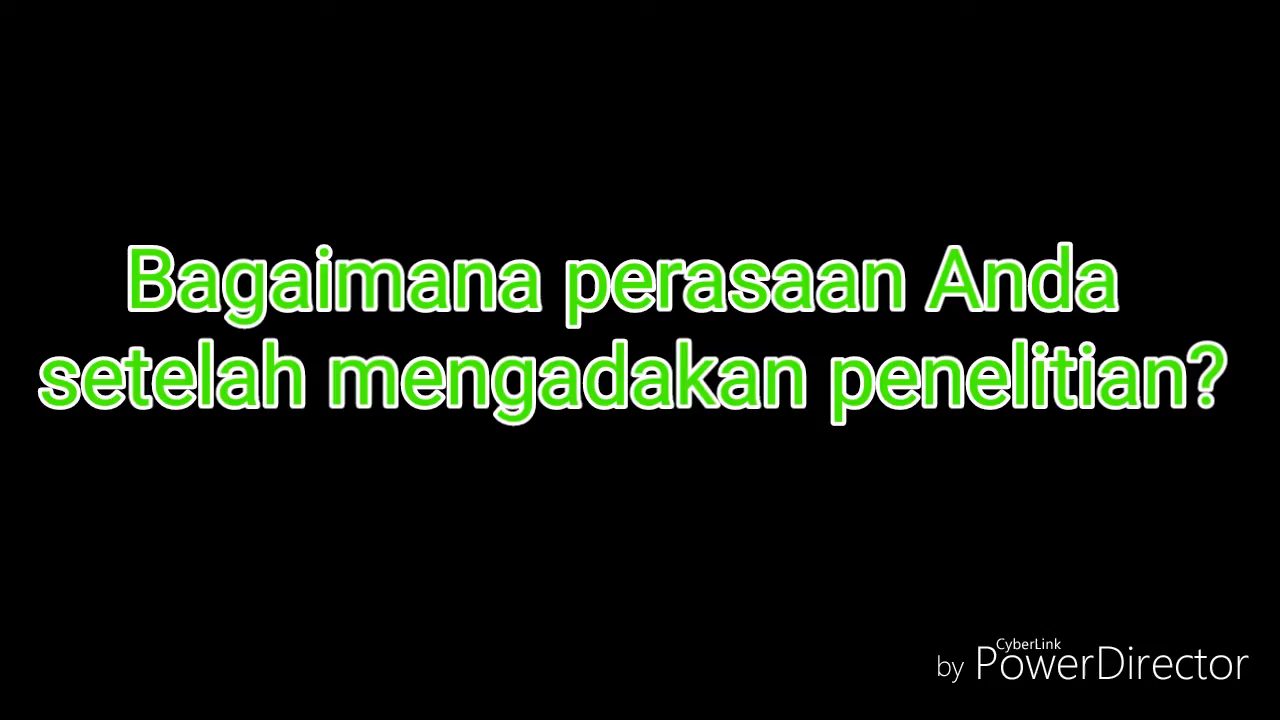 Bagaimana perasaan Anda
setelah mengadakan penelitian?
CyberLink
by PowerDirector